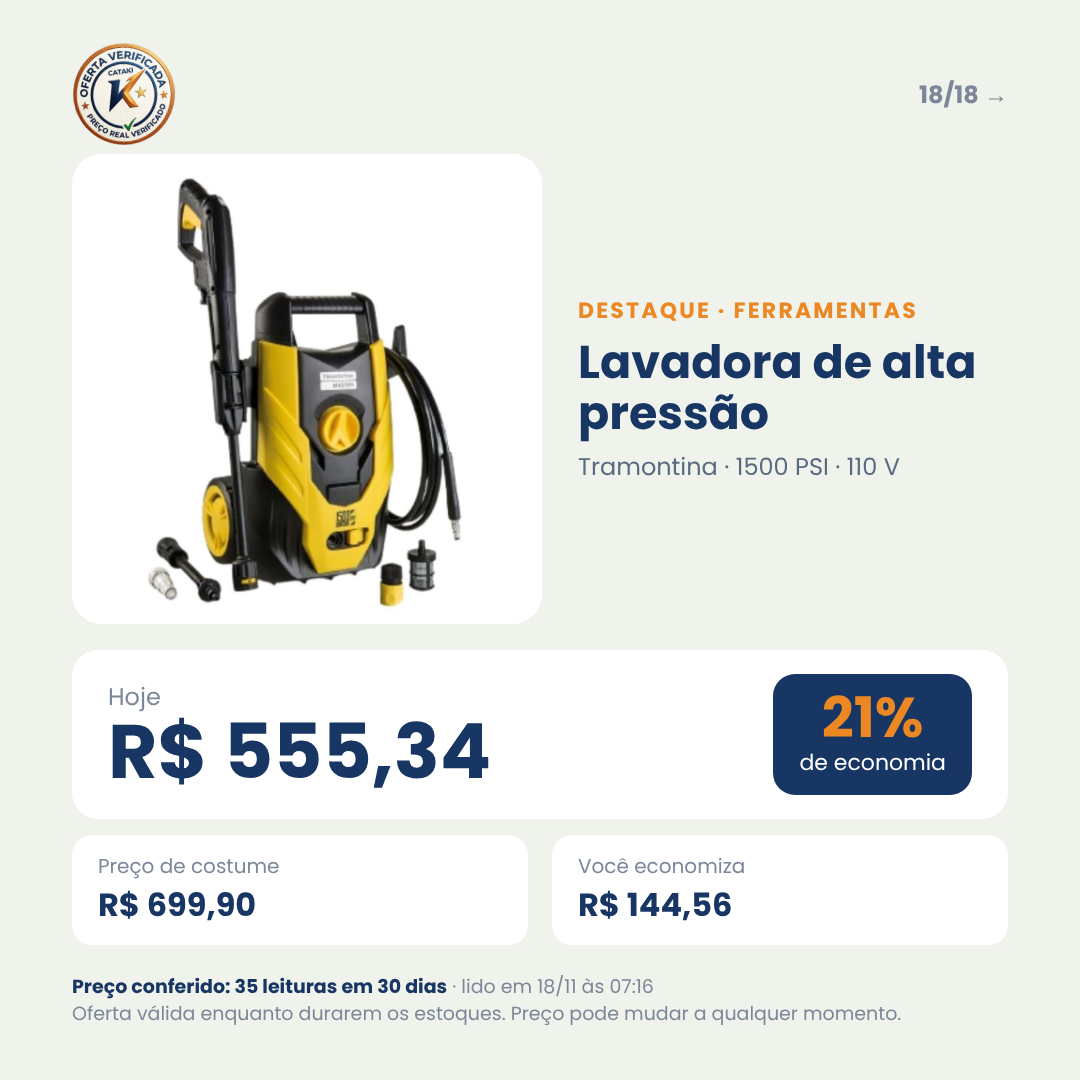 OFERTA VERIFICADA
CATAKI
PREÇO REAL VERIFICADO
18/18 →
DESTAQUE · FERRAMENTAS
Lavadora de alta
pressão
Tramontina · 1500 PSI · 110 V
Hoje
R$ 555,34
21%
de economia
Preço de costume
R$ 699,90
Você economiza
R$ 144,56
Preço conferido: 35 leituras em 30 dias · lido em 18/11 às 07:16
Oferta válida enquanto durarem os estoques. Preço pode mudar a qualquer momento.